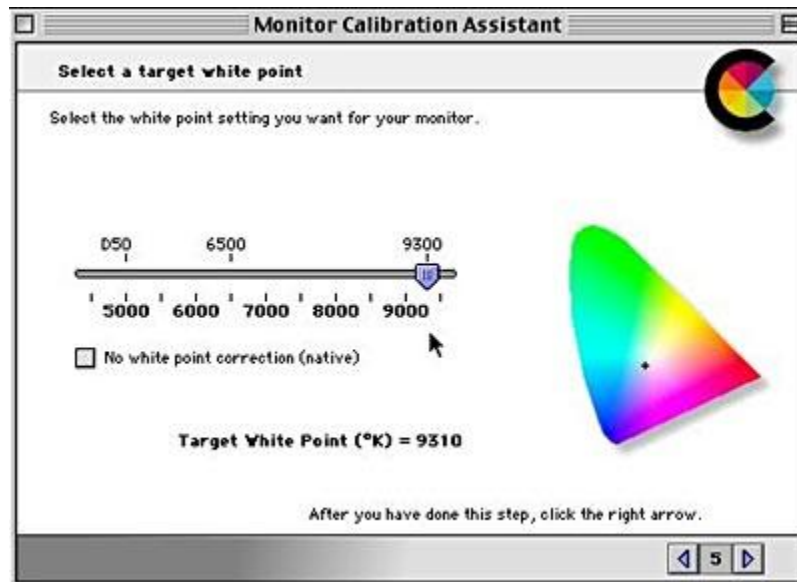 Monitor Calibration Assistant
Select a target white point
Select the white point setting you want for your monitor.
D50 6500 9300
5000 6000 7000 8000 9000
No white point correction (native)
Target White Point (°K) = 9310
After you have done this step, click the right arrow.
5